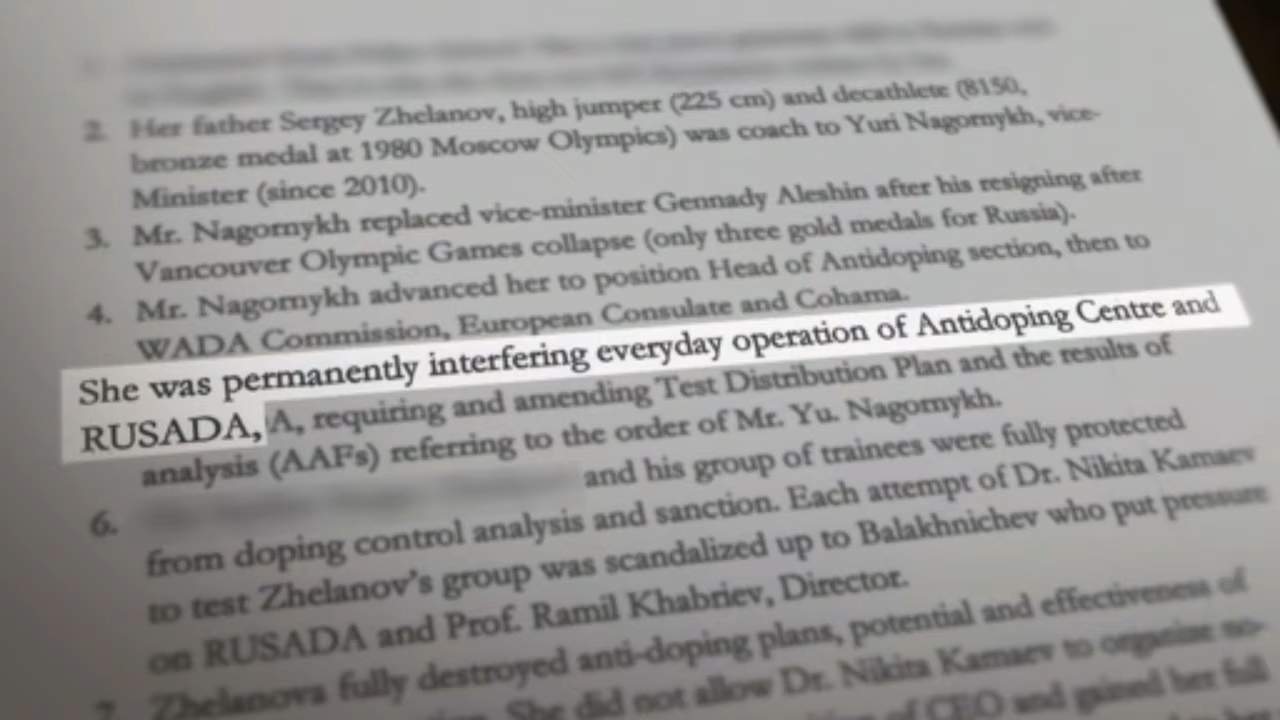 2. Her father Sergey Zhelanov, high jumper (225 cm) and decathlete (8150,
bronze medal at 1980 Moscow Olympics) was coach to Yuri Nagornykh, vice-
Minister (since 2010).
3. Mr. Nagornykh replaced vice-minister Gennady Aleshin after his resigning after
Vancouver Olympic Games collapse (only three gold medals for Russia).
4. Mr. Nagornykh advanced her to position Head of Antidoping section, then to
WADA Commission, European Consulate and Cohama.
She was permanently interfering everyday operation of Antidoping Centre and
RUSADA, A, requiring and amending Test Distribution Plan and the results of
analysis (AAFs) referring to the order of Mr. Yu. Nagornykh.
6. and his group of trainees were fully protected
from doping control analysis and sanction. Each attempt of Dr. Nikita Kamaev
to test Zhelanov's group was scandalized up to Balakhnichev who put pressure
on RUSADA and Prof. Ramil Khabriev, Director.
7. Zhelanova fully destroyed anti-doping plans, potential and effectiveness of
She did not allow Dr. Nikita Kamaev to organize
of CEO and gained her full